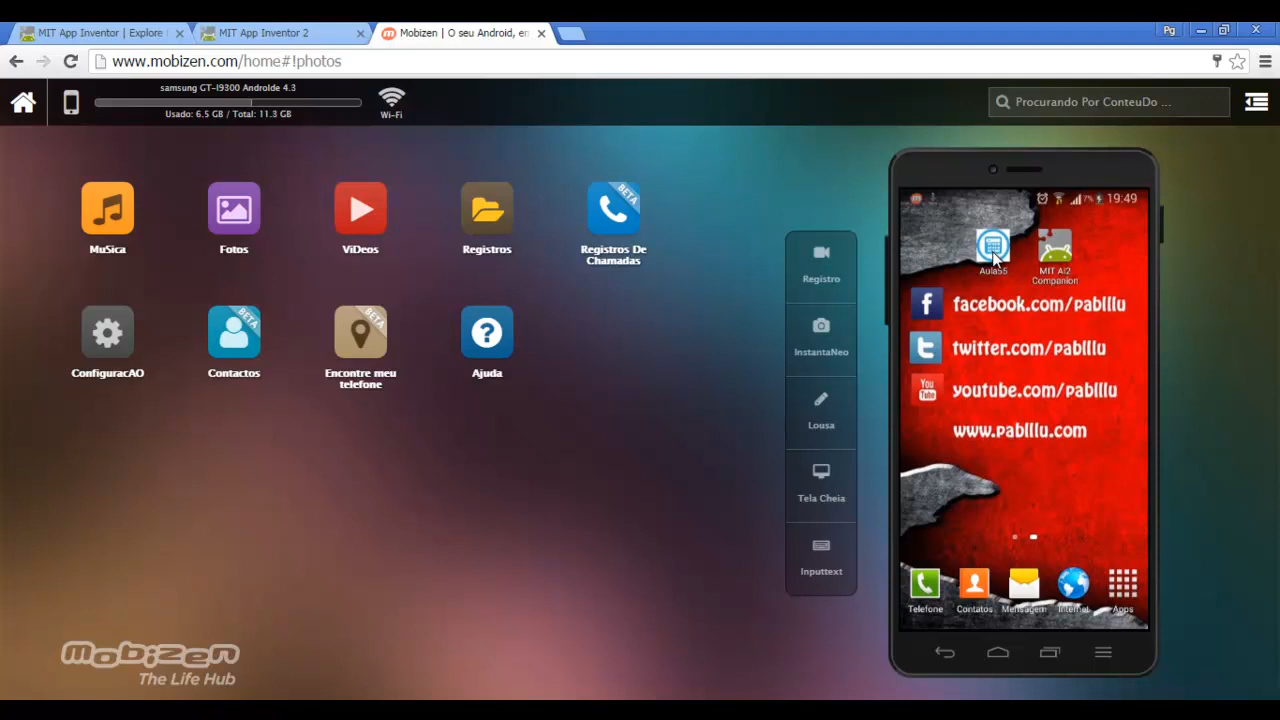 MIT App Inventor | Explore
MIT App Inventor 2
Mobizen | O seu Android, en
Pg
www.mobizen.com/home#!photos
samsung GT-I9300 AndroIde 4.3
Usado: 6.5 GB / Total: 11.3 GB
Wi-Fi
Procurando Por ConteuDo ...
MuSica
Fotos
ViDeos
Registros
BETA
Registros De
Chamadas
ConfiguracAO
BETA
Contactos
BETA
Encontre meu
telefone
Ajuda
Registro
InstantaNeo
Lousa
Tela Cheia
Inputtext
7%
19:49
Aula55
MIT AI2
Companion
facebook.com/pablllu
twitter.com/pablllu
You
Tube
youtube.com/pablllu
www.pablllu.com
Telefone
Contatos
Mensagem
Internet
Apps
mobizen
The Life Hub